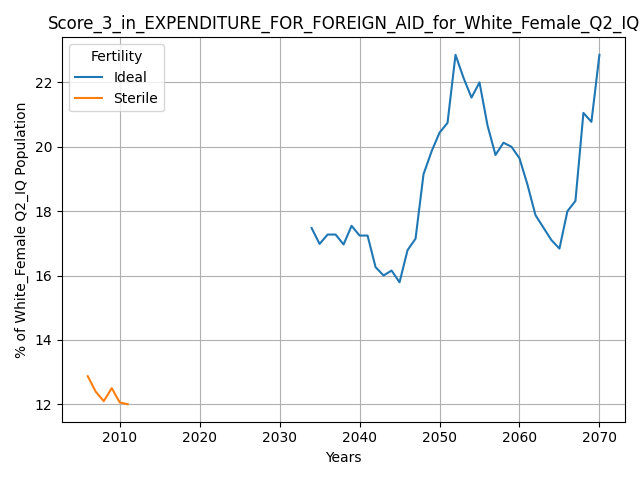 Score_3_in_EXPENDITURE_FOR_FOREIGN_AID_for_White_Female_Q2_IQ
Fertility
Ideal
Sterile
% of White_Female Q2_IQ Population
22
20
18
16
14
12
2010 2020 2030 2040 2050 2060 2070
Years